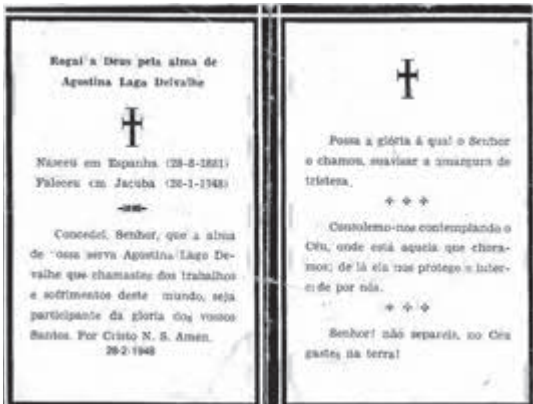 Rogai a Deus pela alma de
Agostina Laga Delvalhe
Nasceu em Espanha (28-8-1881)
Faleceu em Jacuba (26-1-1948)
Concedei, Senhor, que a alma
de vossa serva Agostina Lago De-
valhe que chamastes dos trabalhos
e sofrimentos deste mundo, seja
participante da gloria dos vossos
Santos. Por Cristo N. S. Amen.
26-2-1948
Possa a glória á qual o Senhor
o chamou, suavisar a amargura de
tristeza.
Consolemo-nos contemplando o
Céu, onde está aquela que chora-
mos; de lá ela nos protege e inter-
cede por nós.
Senhor! não separeis, no Céu
na terra!